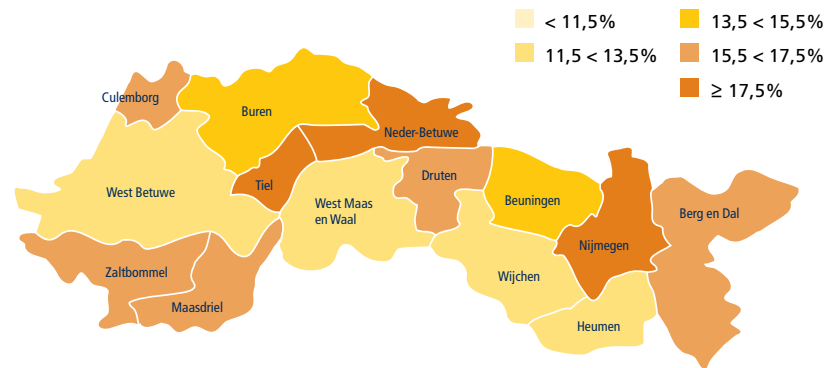 < 11,5%
11,5 < 13,5%
13,5 < 15,5%
15,5 < 17,5%
≥ 17,5%
Culemborg
Buren
Neder-Betuwe
West Betuwe
Tiel
West Maas
en Waal
Druten
Beuningen
Berg en Dal
Nijmegen
Zaltbommel
Wijchen
Maasdriel
Heumen